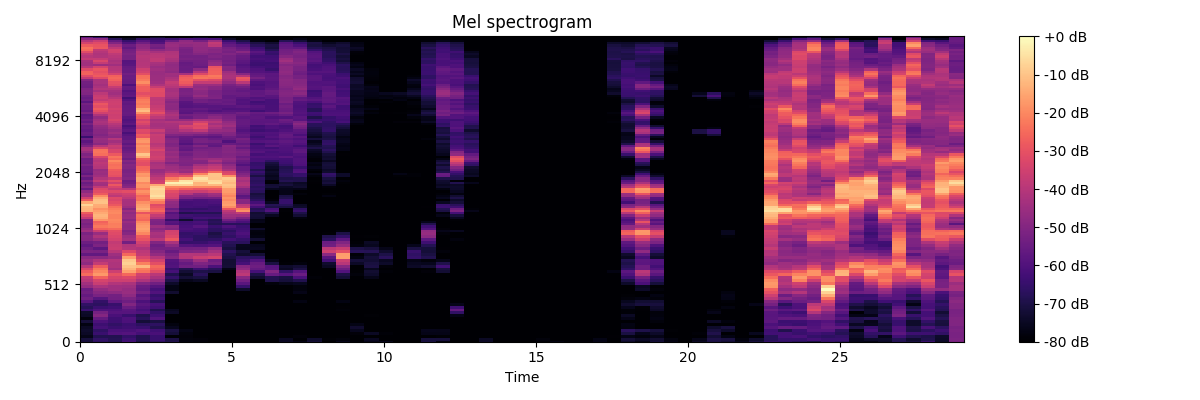 Mel spectrogram
8192
4096
2048
1024
512
0
Hz
0 5 10 15 20 25
Time
+0 dB
-10 dB
-20 dB
-30 dB
-40 dB
-50 dB
-60 dB
-70 dB
-80 dB